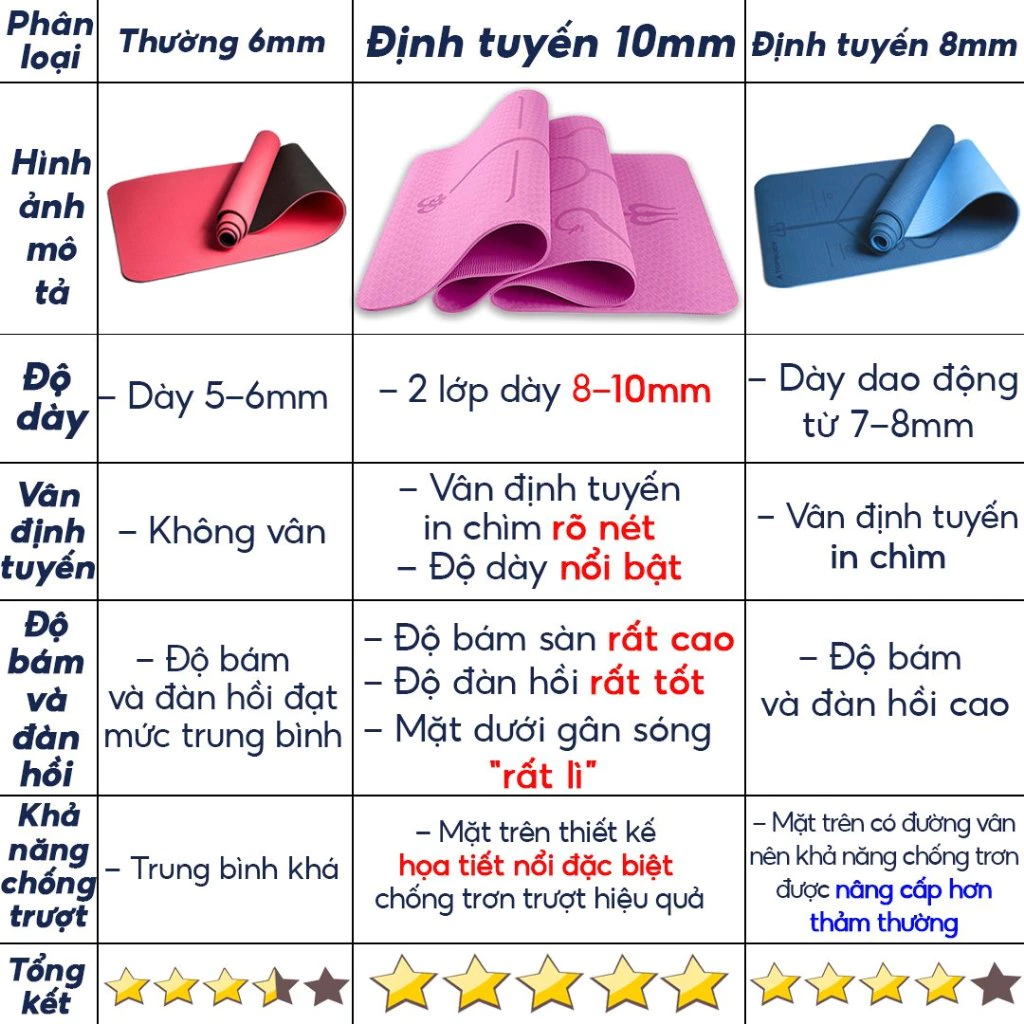 Phân
loại
Thường 6mm
Định tuyến 10mm
Định tuyến 8mm
Hình
ảnh
mô
tả
Độ
dày
– Dày 5–6mm
– 2 lớp dày 8–10mm
– Dày dao động
từ 7–8mm
Vân
định
tuyến
– Không vân
– Vân định tuyến
in chìm rõ nét
– Độ dày nổi bật
– Vân định tuyến
in chìm
Độ
bám
và
đàn
hồi
– Độ bám
và đàn hồi đạt
mức trung bình
– Độ bám sàn rất cao
– Độ đàn hồi rất tốt
– Mặt dưới gân sóng
"rất lì"
– Độ bám
và đàn hồi cao
Khả
năng
chống
trượt
– Trung bình khá
– Mặt trên thiết kế
họa tiết nổi đặc biệt
chống trơn trượt hiệu quả
– Mặt trên có đường vân
nên khả năng chống trơn
được nâng cấp hơn
thảm thường
Tổng
kết